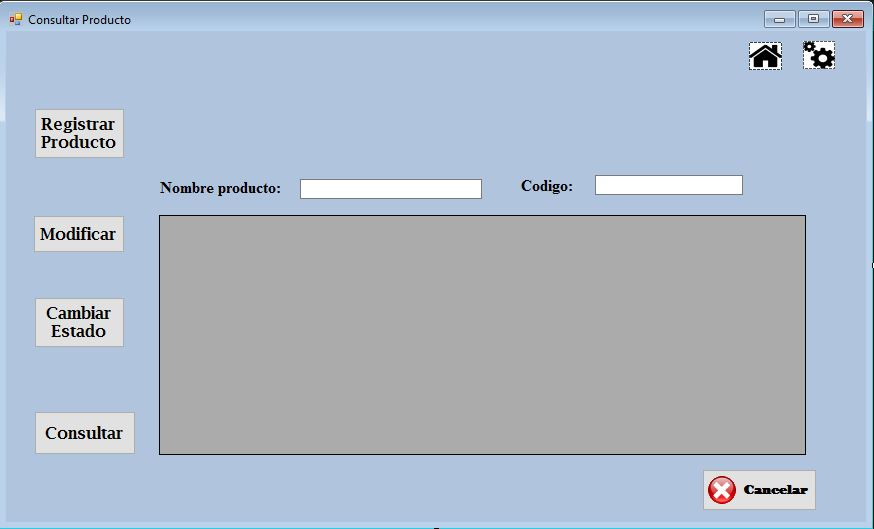 Consultar Producto
Registrar
Producto
Nombre producto:
Codigo:
Modificar
Cambiar
Estado
Consultar
Cancelar